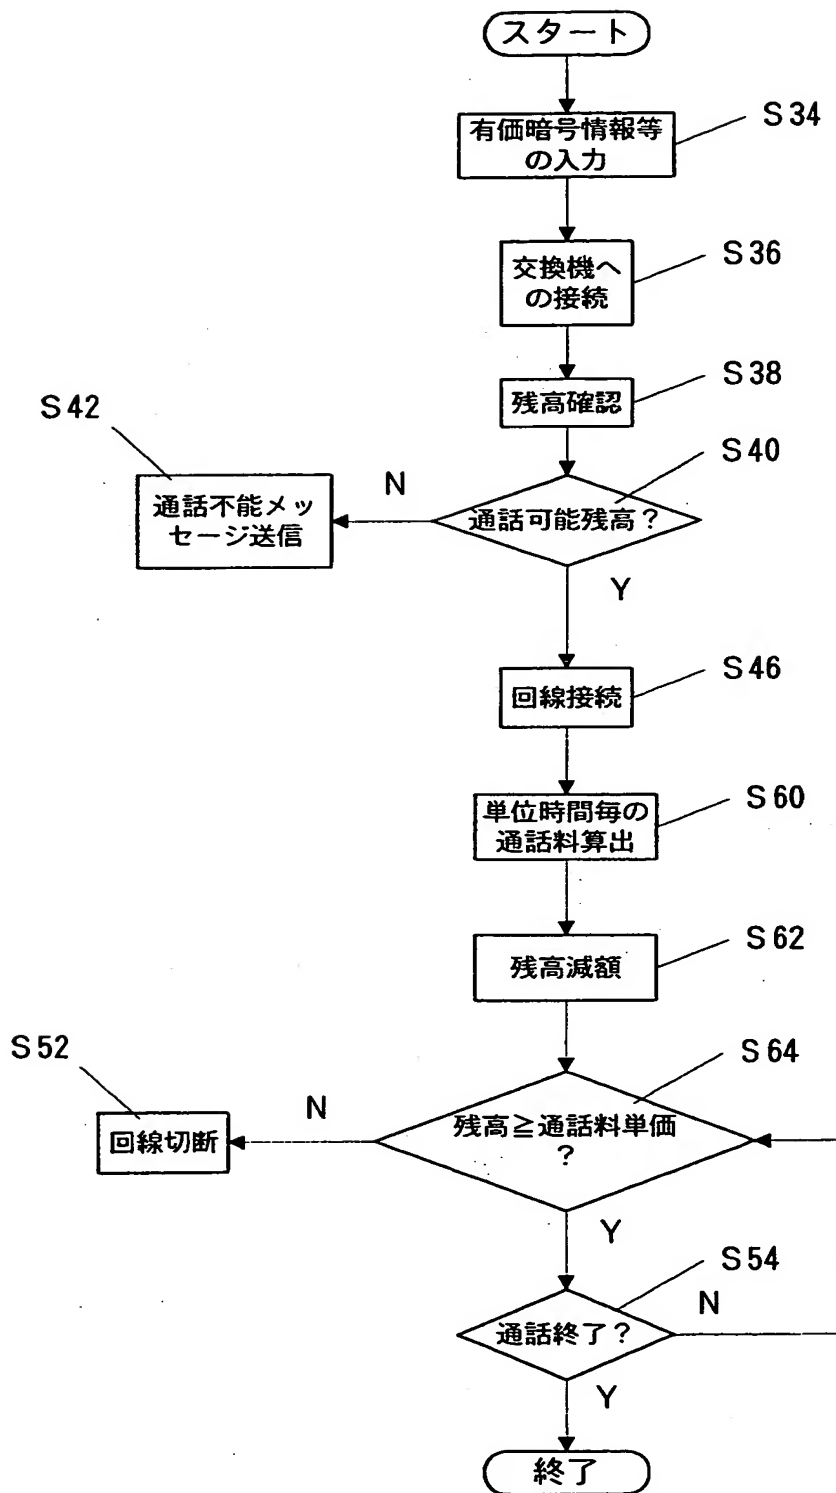 スタート
S34
有価暗号情報等
の入力
S36
交換機へ
の接続
S38
残高確認
S42
S40
通話不能メッ
セージ送信
N
通話可能残高？
Y
S46
回線接続
S60
単位時間毎の
通話料算出
S62
残高減額
S52
S64
回線切断
N
残高≧通話料単価
？
Y
S54
通話終了？
N
Y
終了